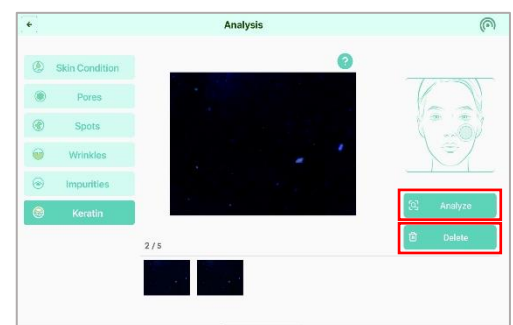 Analysis
?
Skin Condition
Pores
Spots
Wrinkles
Impurities
Keratin
Analyze
Delete
2 / 5